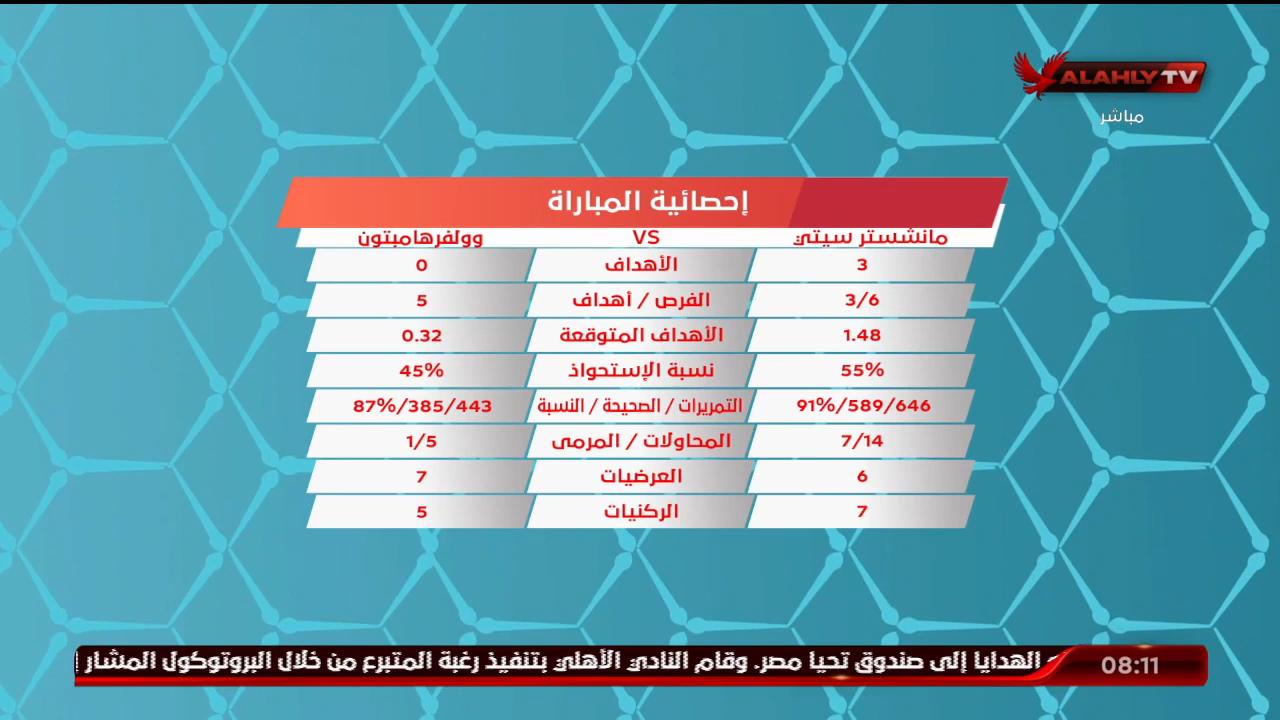 ALAHLY TV
مباشر
إحصائية المباراة
مانشستر سيتي VS وولفرهامبتون
3 الأهداف 0
3/6 الفرص / أهداف 5
1.48 الأهداف المتوقعة 0.32
55% نسبة الإستحواذ 45%
91%/589/646 التمريرات / الصحيحة / النسبة 87%/385/443
7/14 المحاولات / المرمى 1/5
6 العرضيات 7
7 الركنيات 5
08:11
الهدايا إلى صندوق تحيا مصر. وقام النادي الأهلي بتنفيذ رغبة المتبرع من خلال البروتوكول المشار